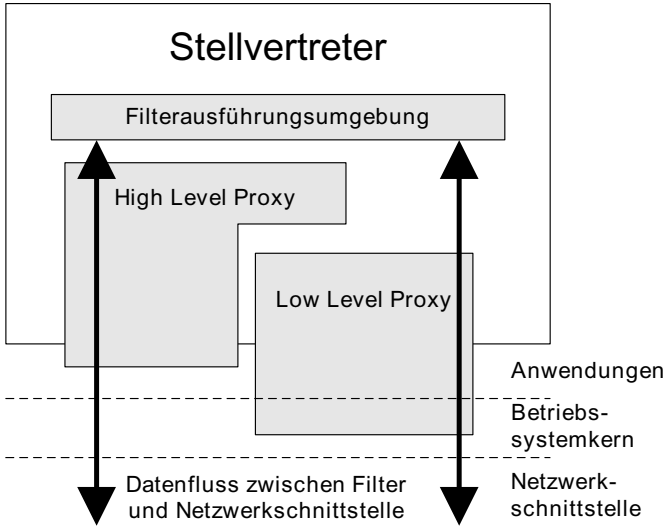 Stellvertreter
Filterausführungsumgebung
High Level Proxy
Low Level Proxy
Anwendungen
Betriebs-
systemkern
Datenfluss zwischen Filter
und Netzwerkschnittstelle
Netzwerk-
schnittstelle